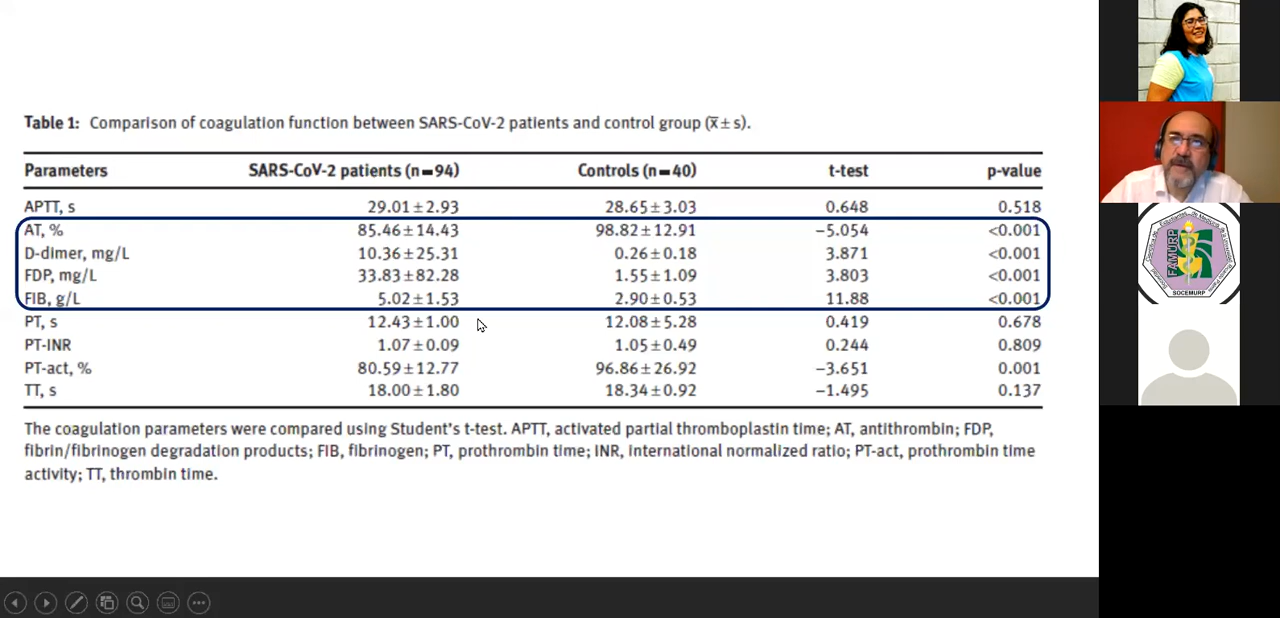 Table 1: Comparison of coagulation function between SARS-CoV-2 patients and control group (x̅ ± s).
Parameters SARS-CoV-2 patients (n=94) Controls (n=40) t-test p-value
APTT, s 29.01±2.93 28.65±3.03 0.648 0.518
AT, % 85.46±14.43 98.82±12.91 −5.054 <0.001
D-dimer, mg/L 10.36±25.31 0.26±0.18 3.871 <0.001
FDP, mg/L 33.83±82.28 1.55±1.09 3.803 <0.001
FIB, g/L 5.02±1.53 2.90±0.53 11.88 <0.001
PT, s 12.43±1.00 12.08±5.28 0.419 0.678
PT-INR 1.07±0.09 1.05±0.49 0.244 0.809
PT-act, % 80.59±12.77 96.86±26.92 −3.651 0.001
TT, s 18.00±1.80 18.34±0.92 −1.495 0.137
The coagulation parameters were compared using Student's t-test. APTT, activated partial thromboplastin time; AT, antithrombin; FDP,
fibrin/fibrinogen degradation products; FIB, fibrinogen; PT, prothrombin time; INR, international normalized ratio; PT-act, prothrombin time
activity; TT, thrombin time.
FAMURP
SOCEMURP